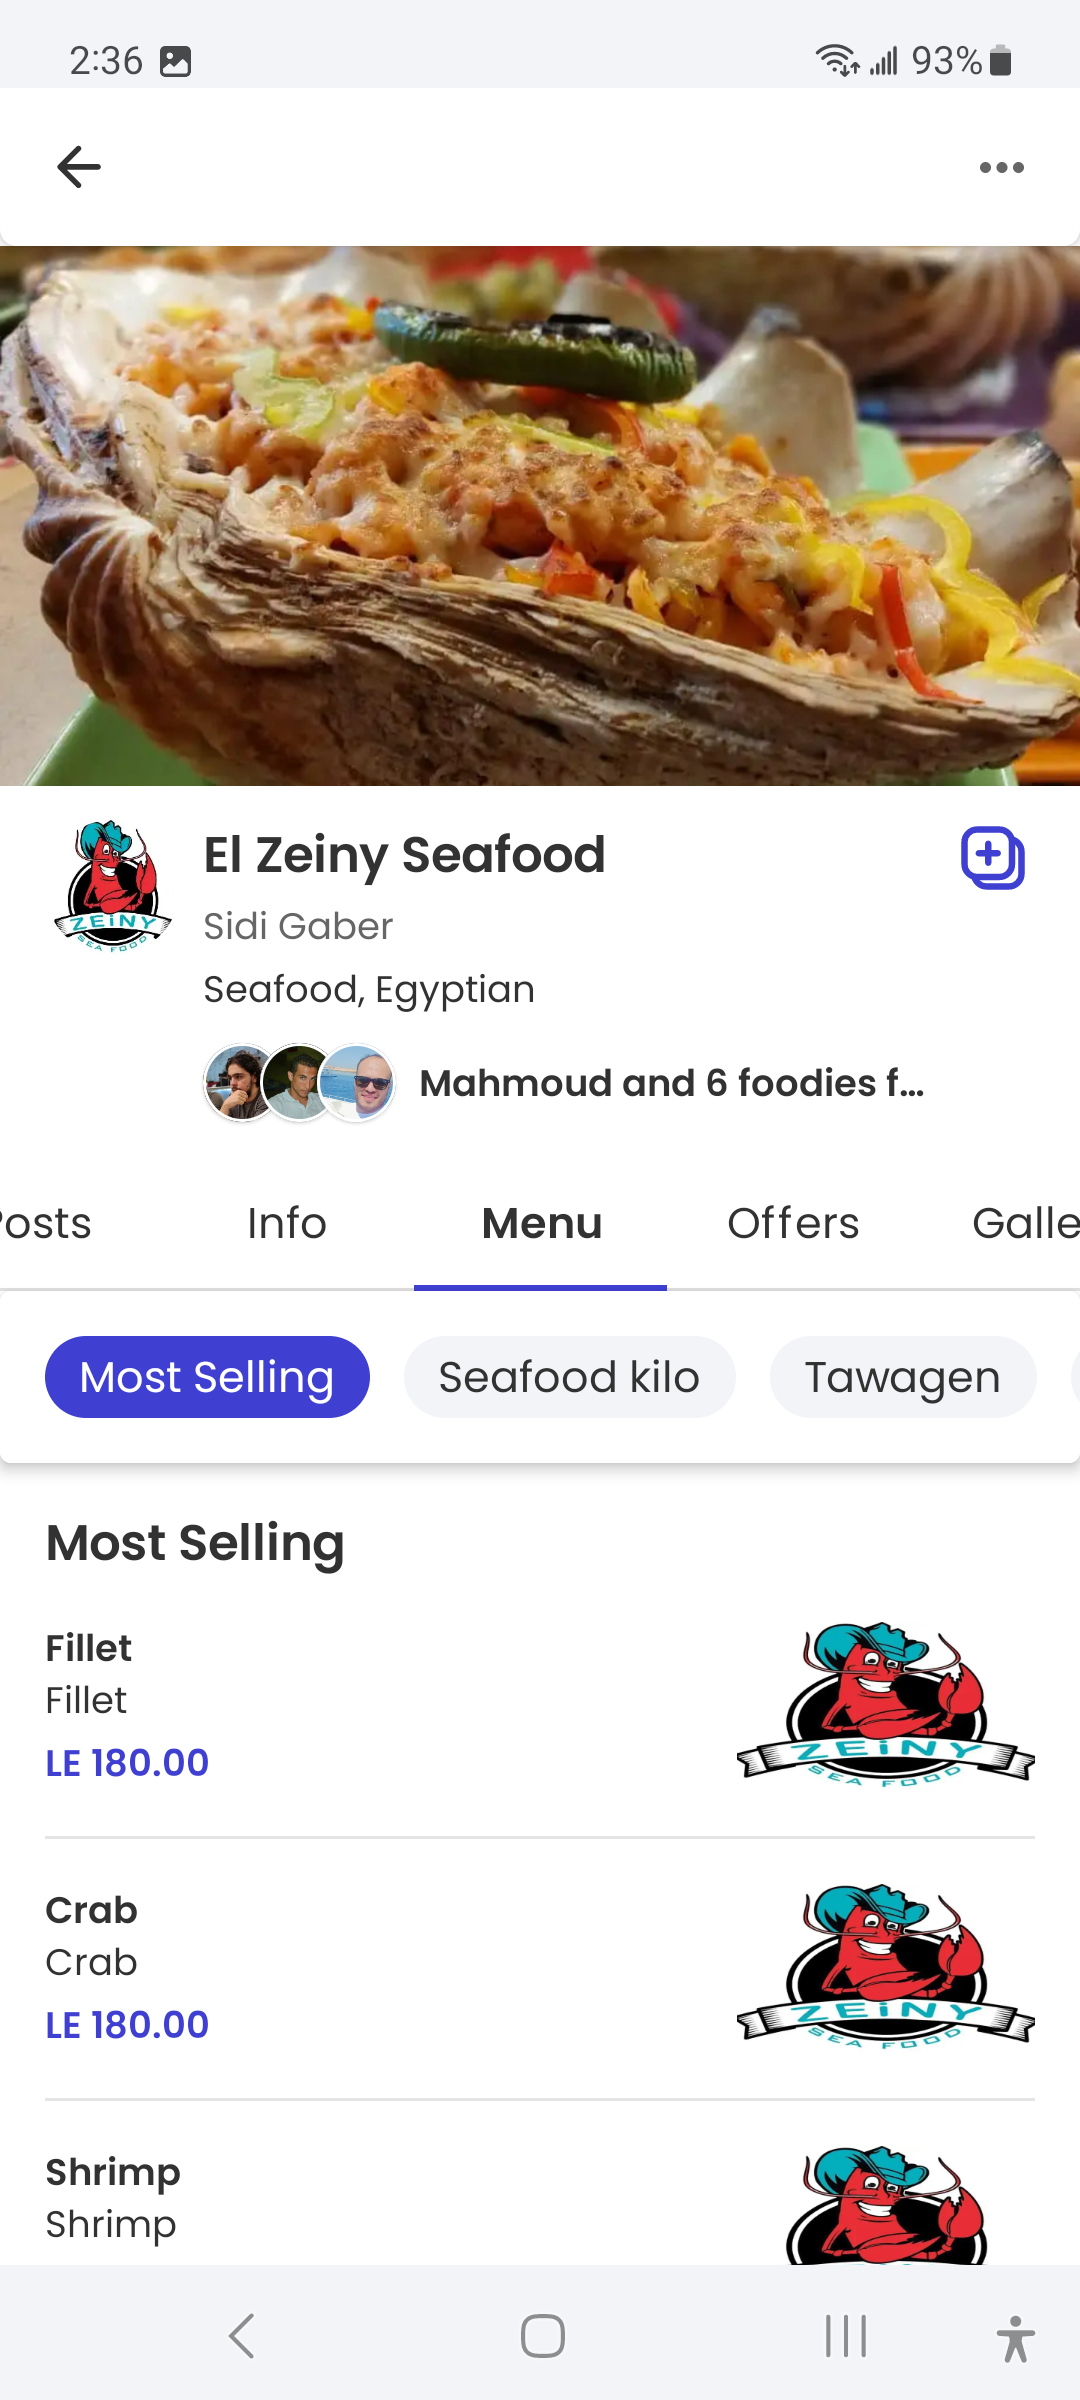 2:36
93%
ZEiNY
SEA FOOD
El Zeiny Seafood
Sidi Gaber
Seafood, Egyptian
Mahmoud and 6 foodies f...
Posts Info Menu Offers Galle
Most Selling Seafood kilo Tawagen
Most Selling
Fillet
Fillet
LE 180.00
ZEiNY
SEA FOOD
Crab
Crab
LE 180.00
ZEiNY
SEA FOOD
Shrimp
Shrimp